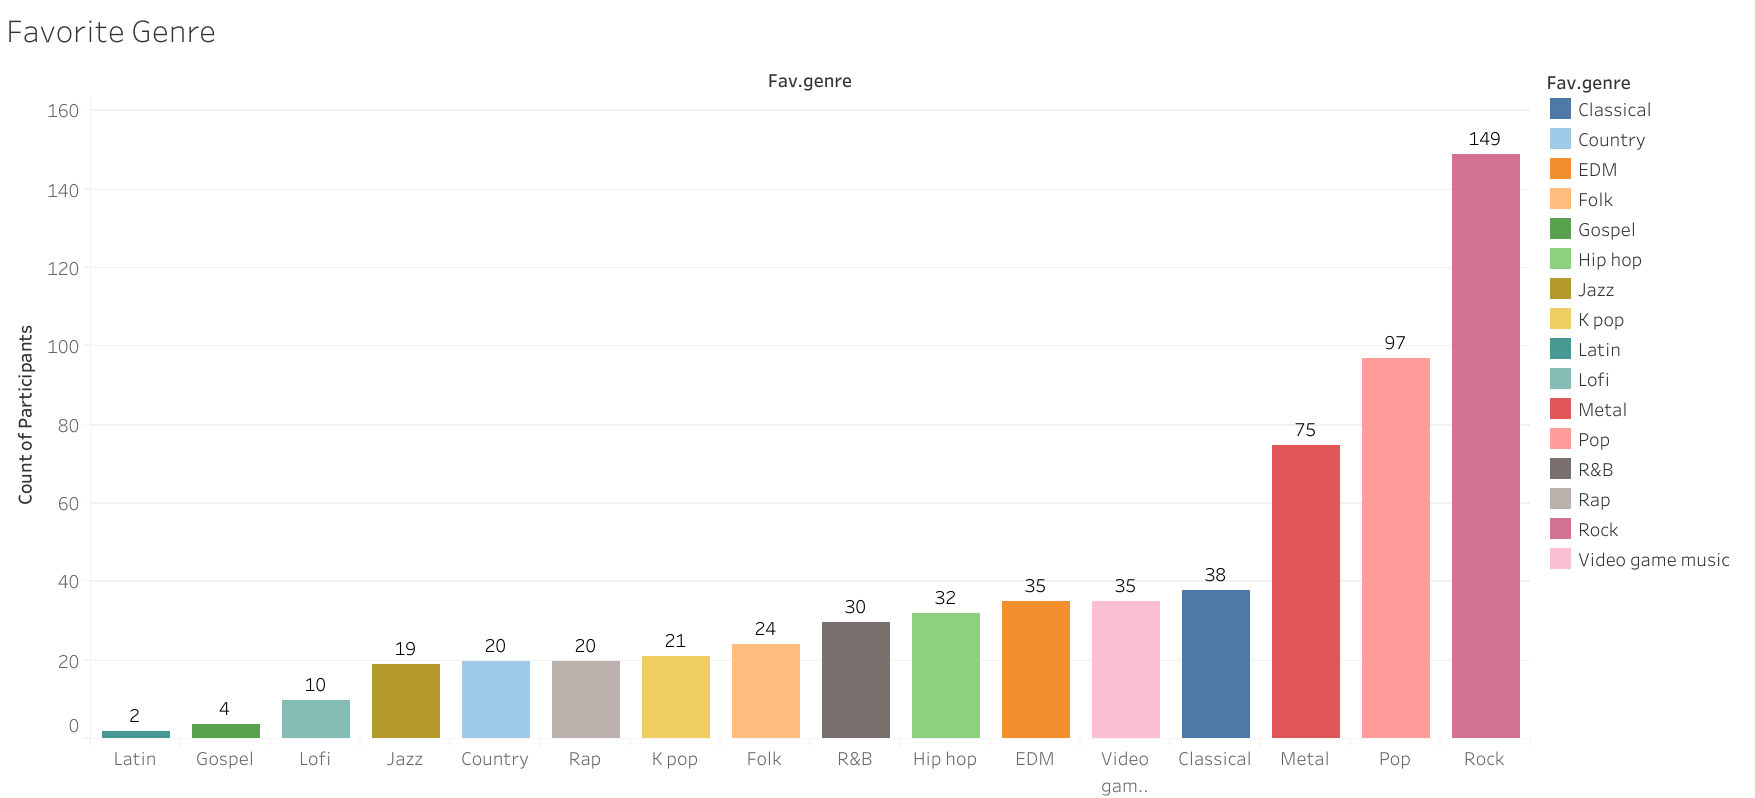 Favorite Genre
Fav.genre
Count of Participants
160
140
120
100
80
60
40
20
0
2
4
10
19
20
20
21
24
30
32
35
35
38
75
97
149
Latin
Gospel
Lofi
Jazz
Country
Rap
K pop
Folk
R&B
Hip hop
EDM
Video
gam..
Classical
Metal
Pop
Rock
Fav.genre
Classical
Country
EDM
Folk
Gospel
Hip hop
Jazz
K pop
Latin
Lofi
Metal
Pop
R&B
Rap
Rock
Video game music